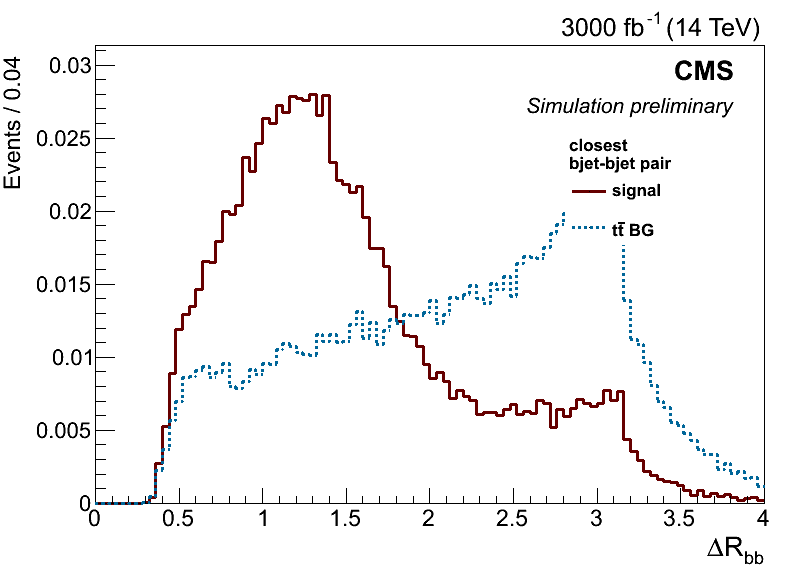 3000 fb⁻¹ (14 TeV)
Events / 0.04
CMS
Simulation preliminary
closest
bjet-bjet pair
signal
tt̄ BG
0.03
0.025
0.02
0.015
0.01
0.005
0
0 0.5 1 1.5 2 2.5 3 3.5 4
ΔR_bb